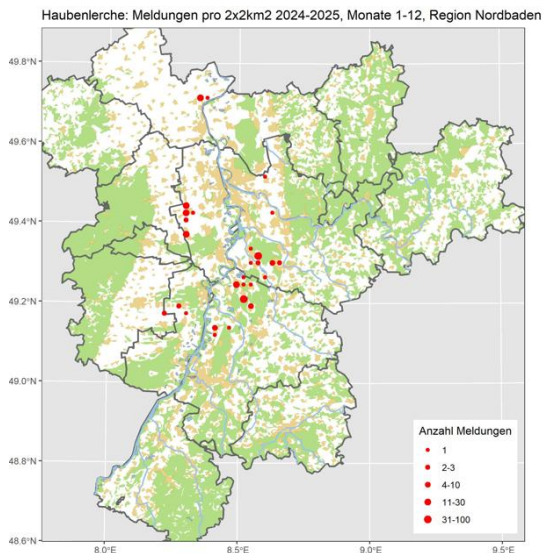 Haubenlerche: Meldungen pro 2x2km2 2024-2025, Monate 1-12, Region Nordbaden
49.8°N
49.6°N
49.4°N
49.2°N
49.0°N
48.8°N
48.6°N
Anzahl Meldungen
1
2-3
4-10
11-30
31-100
8.0°E
8.5°E
9.0°E
9.5°E